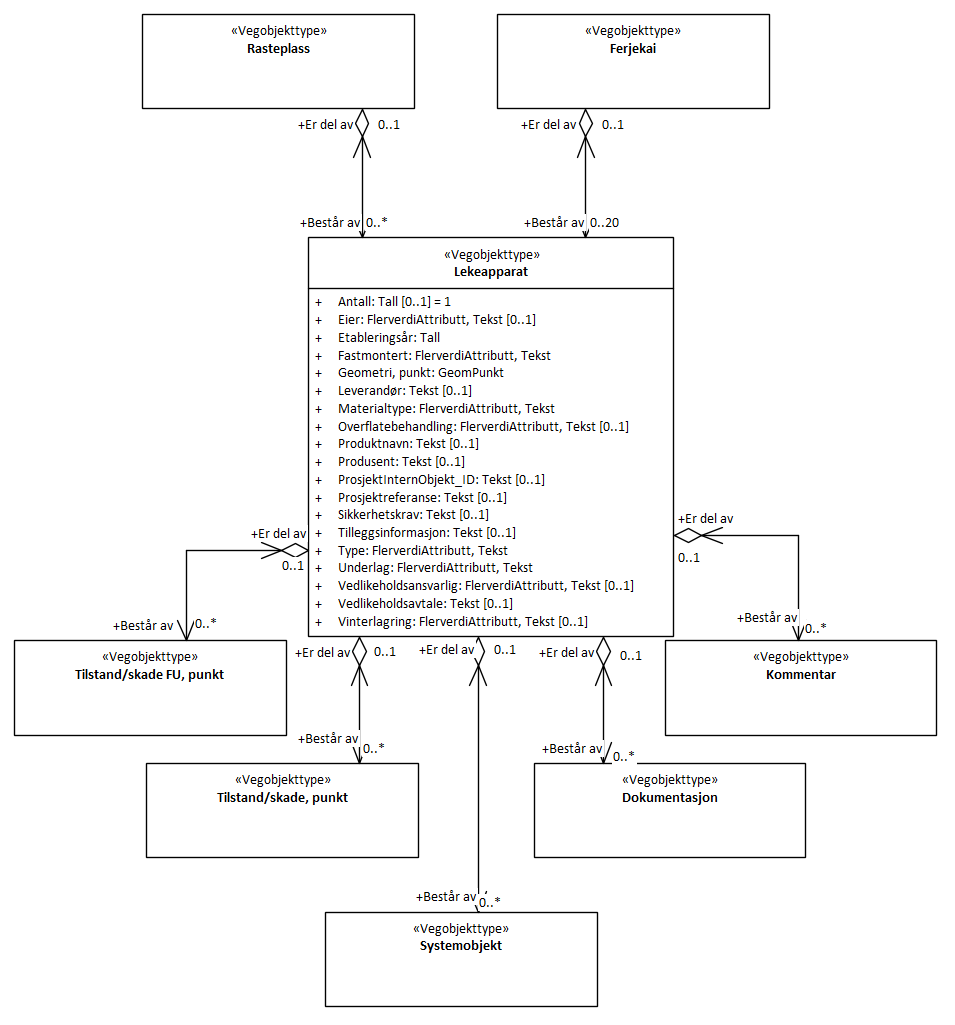 «Vegobjekttype»
Rasteplass
«Vegobjekttype»
Ferjekai
+Er del av
0..1
+Er del av
0..1
+Består av
0..*
+Består av
0..20
«Vegobjekttype»
Lekeapparat
+ Antall: Tall [0..1] = 1
+ Eier: FlerverdiAttributt, Tekst [0..1]
+ Etableringsår: Tall
+ Fastmontert: FlerverdiAttributt, Tekst
+ Geometri, punkt: GeomPunkt
+ Leverandør: Tekst [0..1]
+ Materialtype: FlerverdiAttributt, Tekst
+ Overflatebehandling: FlerverdiAttributt, Tekst [0..1]
+ Produktnavn: Tekst [0..1]
+ Produsent: Tekst [0..1]
+ ProsjektInternObjekt_ID: Tekst [0..1]
+ Prosjektreferanse: Tekst [0..1]
+ Sikkerhetskrav: Tekst [0..1]
+ Tilleggsinformasjon: Tekst [0..1]
+ Type: FlerverdiAttributt, Tekst
+ Underlag: FlerverdiAttributt, Tekst
+ Vedlikeholdsansvarlig: FlerverdiAttributt, Tekst [0..1]
+ Vedlikeholdsavtale: Tekst [0..1]
+ Vinterlagring: FlerverdiAttributt, Tekst [0..1]
+Er del av
0..1
+Er del av
0..1
+Består av
0..*
+Består av
0..*
«Vegobjekttype»
Tilstand/skade FU, punkt
+Er del av
0..1
+Er del av
0..1
+Er del av
0..1
«Vegobjekttype»
Kommentar
+Består av
0..*
+Består av
0..*
«Vegobjekttype»
Tilstand/skade, punkt
«Vegobjekttype»
Dokumentasjon
+Består av
0..*
«Vegobjekttype»
Systemobjekt